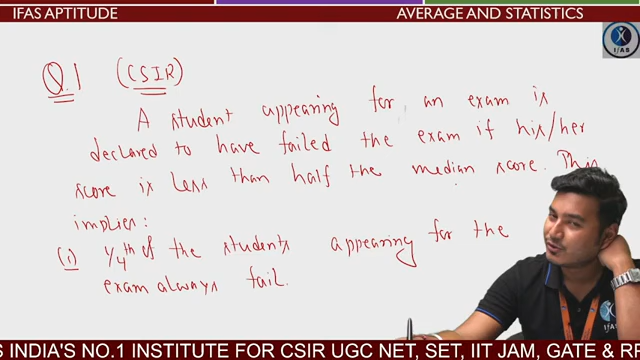 IFAS APTITUDE
AVERAGE AND STATISTICS
Q.1 (CSIR)
A student appearing for an exam is
declared to have failed the exam if his/her
score is less than half the median score. This
implies:
(1) 1/4th of the students appearing for the
exam always fail.
IFAS
INDIA'S NO.1 INSTITUTE FOR CSIR UGC NET, SET, IIT JAM, GATE &